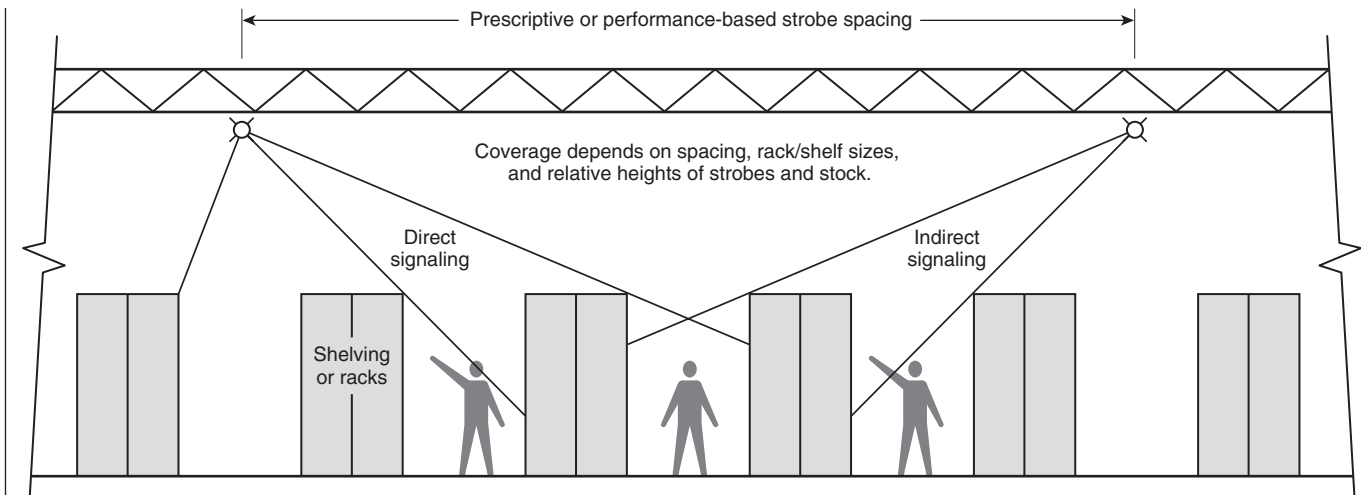 Prescriptive or performance-based strobe spacing
Coverage depends on spacing, rack/shelf sizes,
and relative heights of strobes and stock.
Direct
signaling
Indirect
signaling
Shelving
or racks